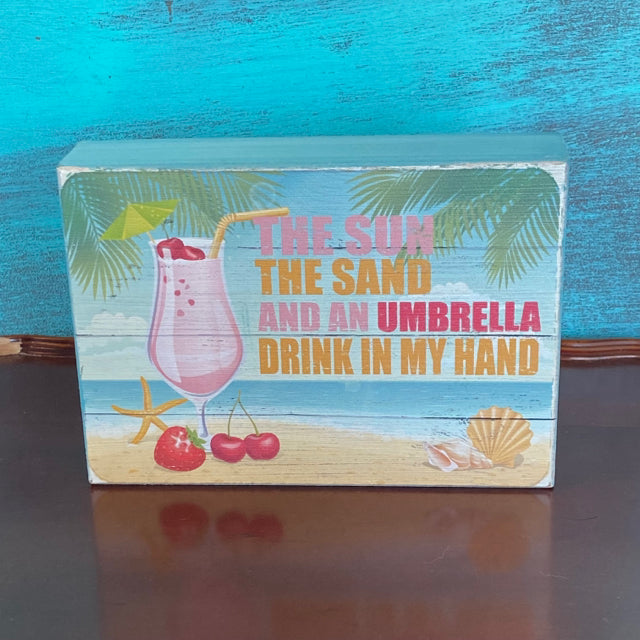 THE SUN
THE SAND
AND AN UMBRELLA
DRINK IN MY HAND